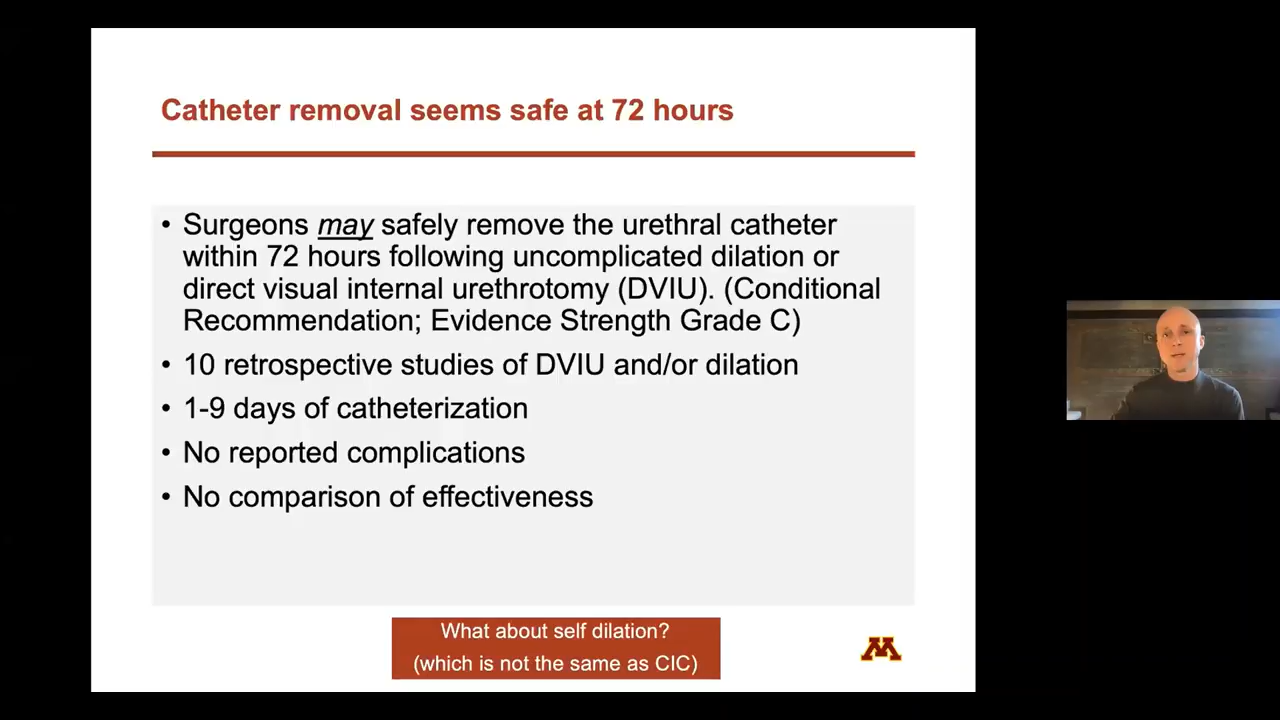 Catheter removal seems safe at 72 hours
• Surgeons may safely remove the urethral catheter
within 72 hours following uncomplicated dilation or
direct visual internal urethrotomy (DVIU). (Conditional
Recommendation; Evidence Strength Grade C)
• 10 retrospective studies of DVIU and/or dilation
• 1-9 days of catheterization
• No reported complications
• No comparison of effectiveness
What about self dilation?
(which is not the same as CIC)
M